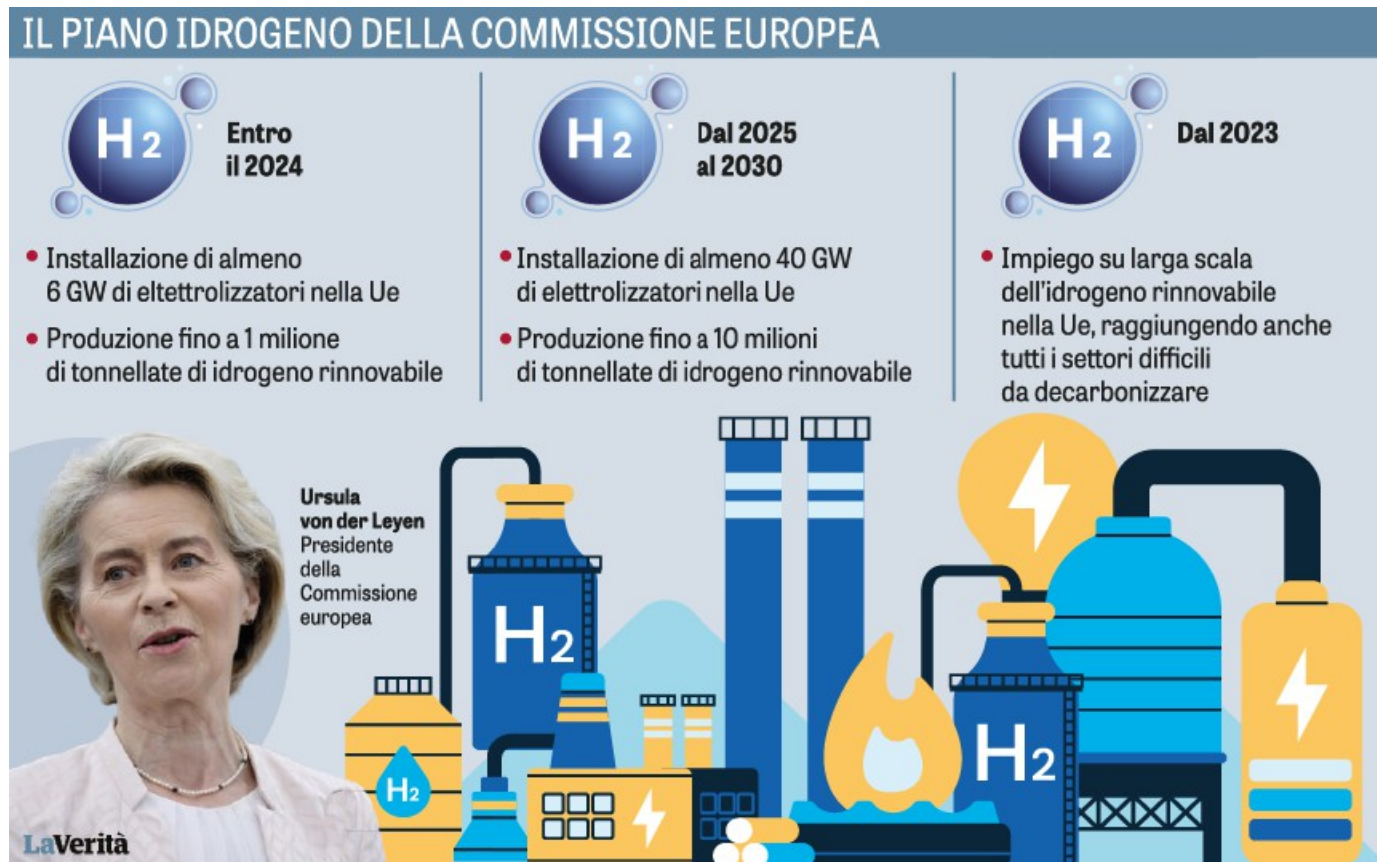 IL PIANO IDROGENO DELLA COMMISSIONE EUROPEA
H2
Entro
il 2024
• Installazione di almeno
6 GW di eltettrolizzatori nella Ue
• Produzione fino a 1 milione
di tonnellate di idrogeno rinnovabile
H2
Dal 2025
al 2030
• Installazione di almeno 40 GW
di elettrolizzatori nella Ue
• Produzione fino a 10 milioni
di tonnellate di idrogeno rinnovabile
H2
Dal 2023
• Impiego su larga scala
dell'idrogeno rinnovabile
nella Ue, raggiungendo anche
tutti i settori difficili
da decarbonizzare
Ursula
von der Leyen
Presidente
della
Commissione
europea
H2
H2
H2
LaVerità